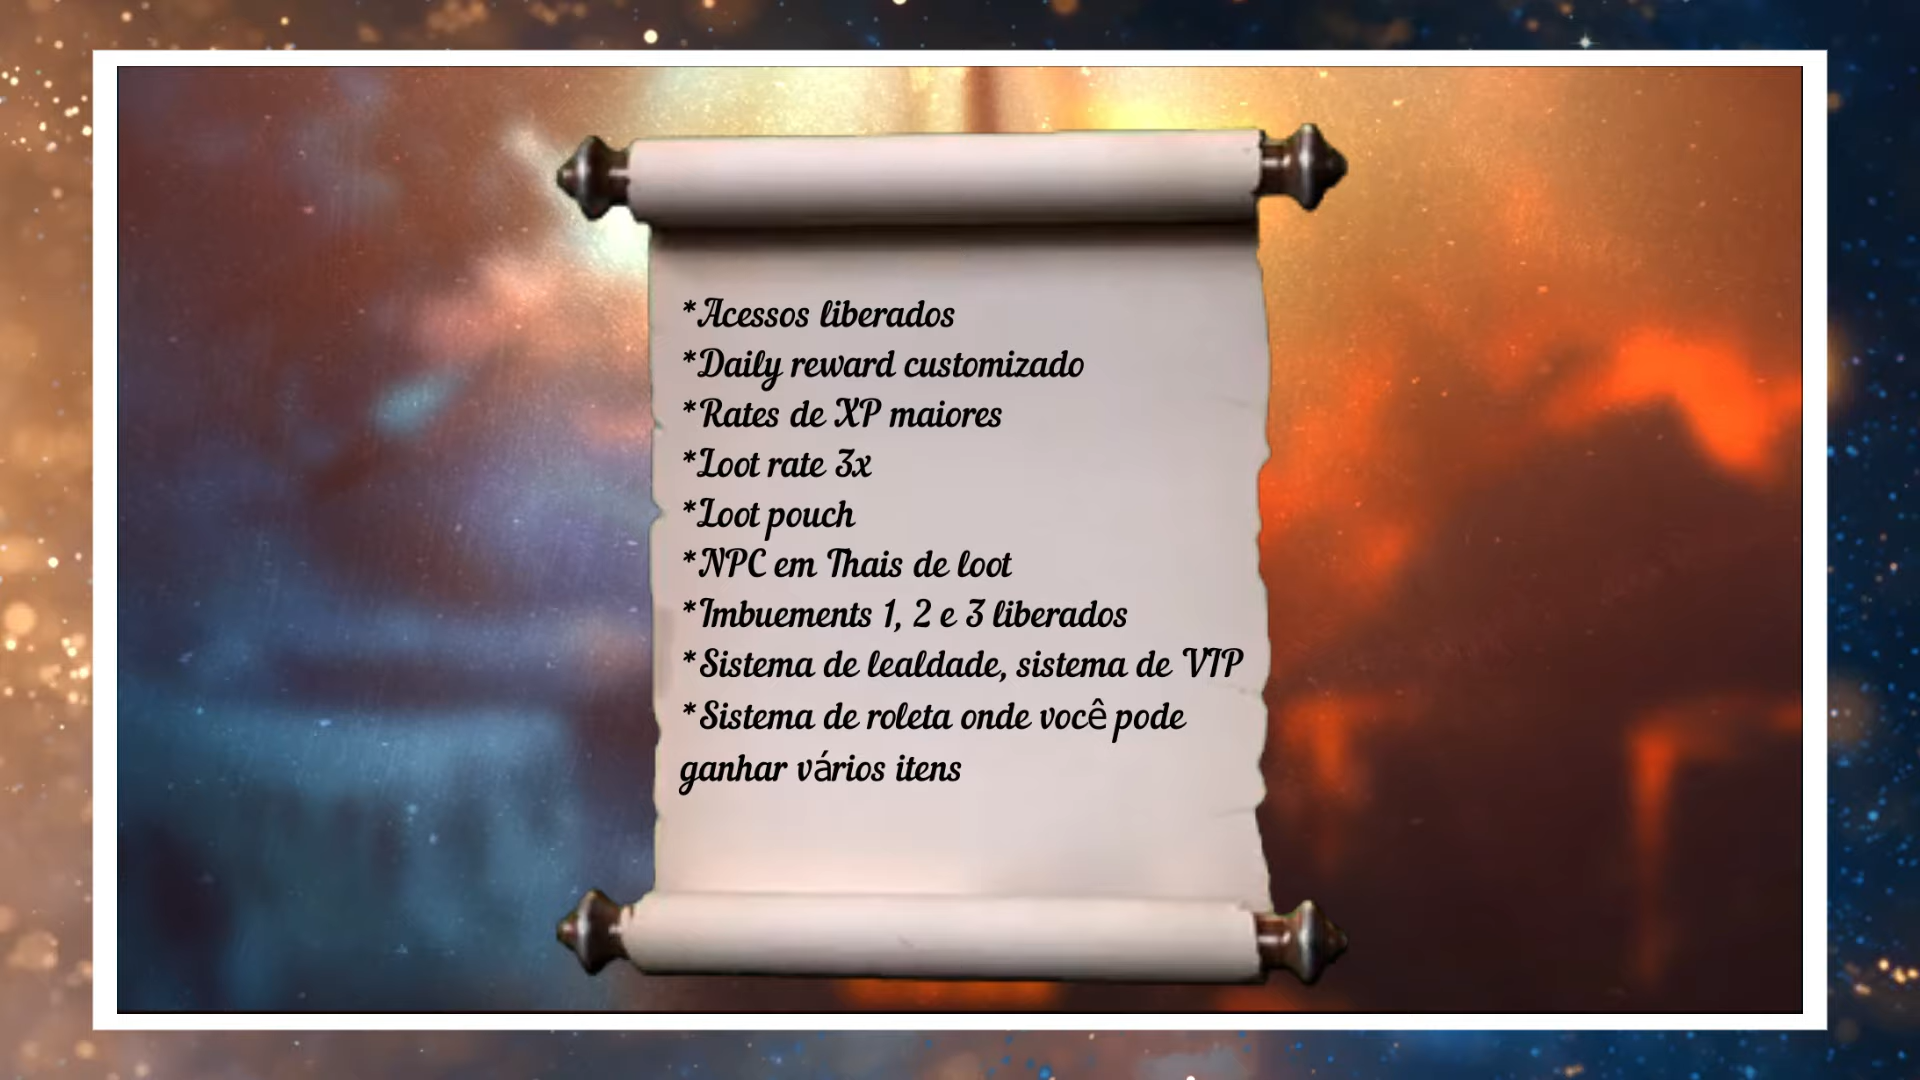 *Acessos liberados
*Daily reward customizado
*Rates de XP maiores
*Loot rate 3x
*Loot pouch
*NPC em Thais de loot
*Imbuements 1, 2 e 3 liberados
*Sistema de lealdade, sistema de VIP
*Sistema de roleta onde você pode
ganhar vários itens